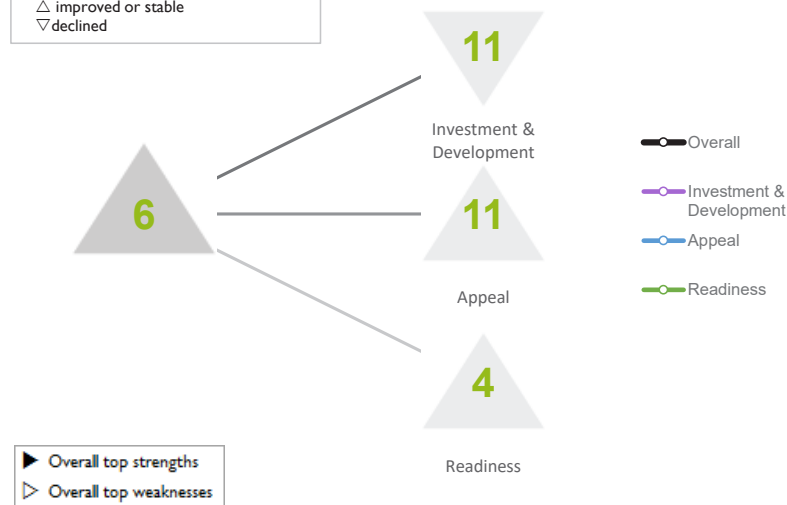 △ improved or stable
▽ declined
11
Investment &
Development
6
11
Appeal
4
Readiness
Overall
Investment &
Development
Appeal
Readiness
▶ Overall top strengths
▷ Overall top weaknesses